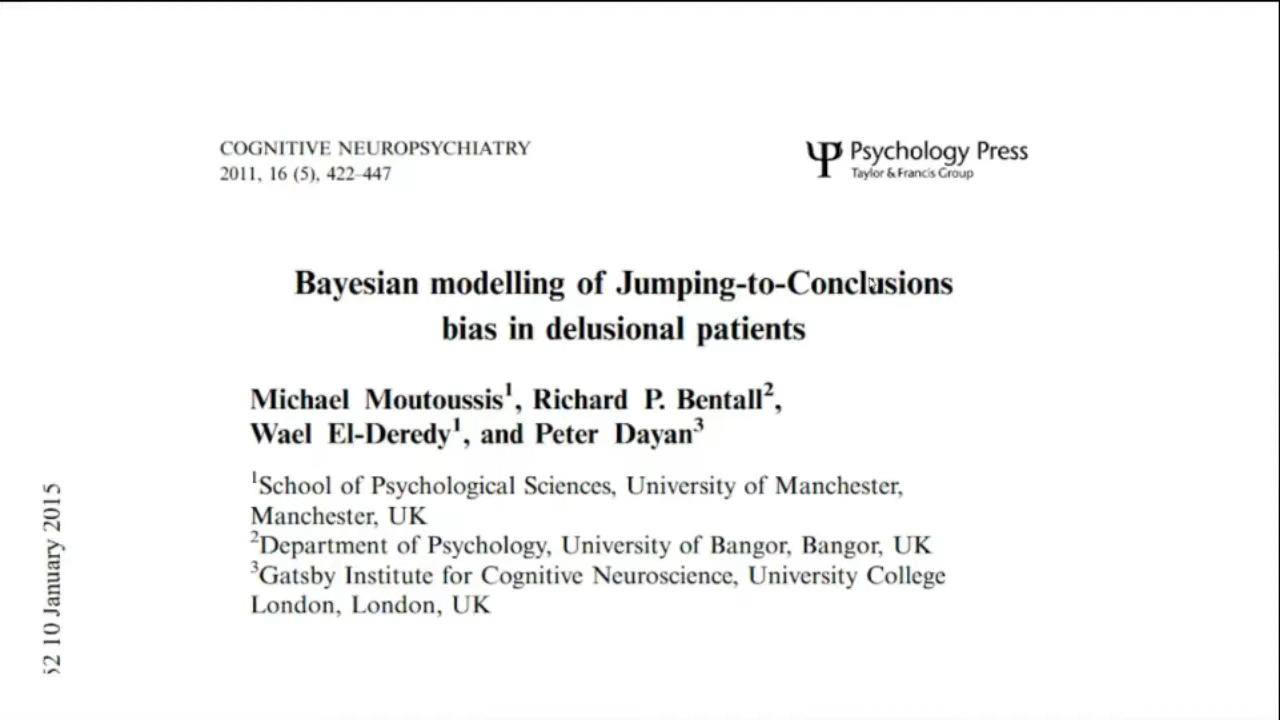 COGNITIVE NEUROPSYCHIATRY
2011, 16 (5), 422–447
Psychology Press
Taylor & Francis Group
Bayesian modelling of Jumping-to-Conclusions
bias in delusional patients
Michael Moutoussis1, Richard P. Bentall2,
Wael El-Deredy1, and Peter Dayan3
1School of Psychological Sciences, University of Manchester,
Manchester, UK
2Department of Psychology, University of Bangor, Bangor, UK
3Gatsby Institute for Cognitive Neuroscience, University College
London, London, UK
10 January 2015